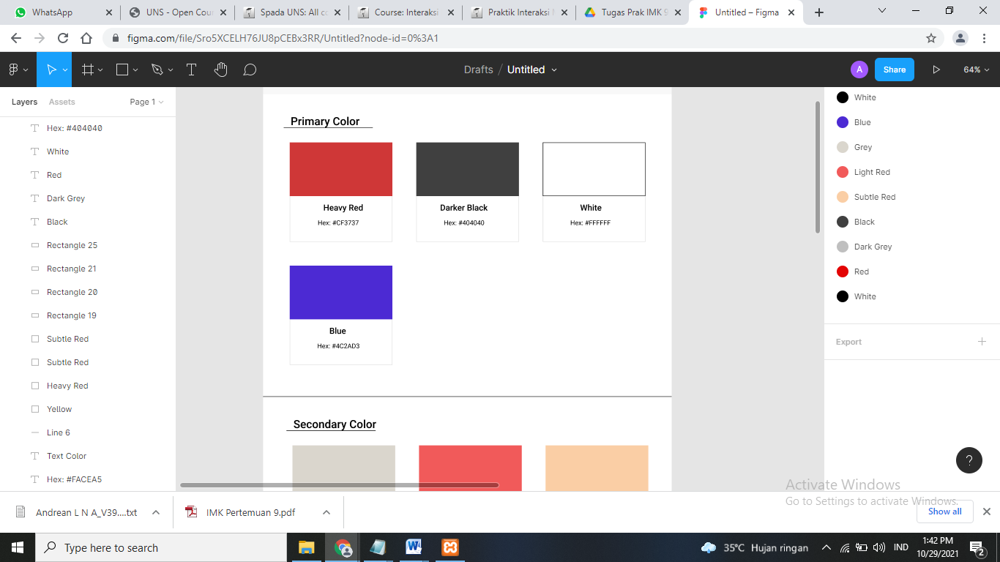 WhatsApp
UNS - Open Cour
Spada UNS: All co
Course: Interaksi
Praktik Interaksi
Tugas Prak IMK 9
Untitled – Figma
figma.com/file/Sro5XCELH76JU8pCEBx3RR/Untitled?node-id=0%3A1
Drafts / Untitled
A
Share
64%
Layers
Assets
Page 1
Hex: #404040
White
Red
Dark Grey
Black
Rectangle 25
Rectangle 21
Rectangle 20
Rectangle 19
Subtle Red
Subtle Red
Heavy Red
Yellow
Line 6
Text Color
Hex: #FACEA5
Primary Color
Heavy Red
Hex: #CF3737
Darker Black
Hex: #404040
White
Hex: #FFFFFF
Blue
Hex: #4C2AD3
Secondary Color
White
Blue
Grey
Light Red
Subtle Red
Black
Dark Grey
Red
White
Export
?
Activate Windows
Go to Settings to activate Windows.
Andrean L N A_V39....txt
IMK Pertemuan 9.pdf
Show all
Type here to search
35°C Hujan ringan
IND
1:42 PM
10/29/2021
2